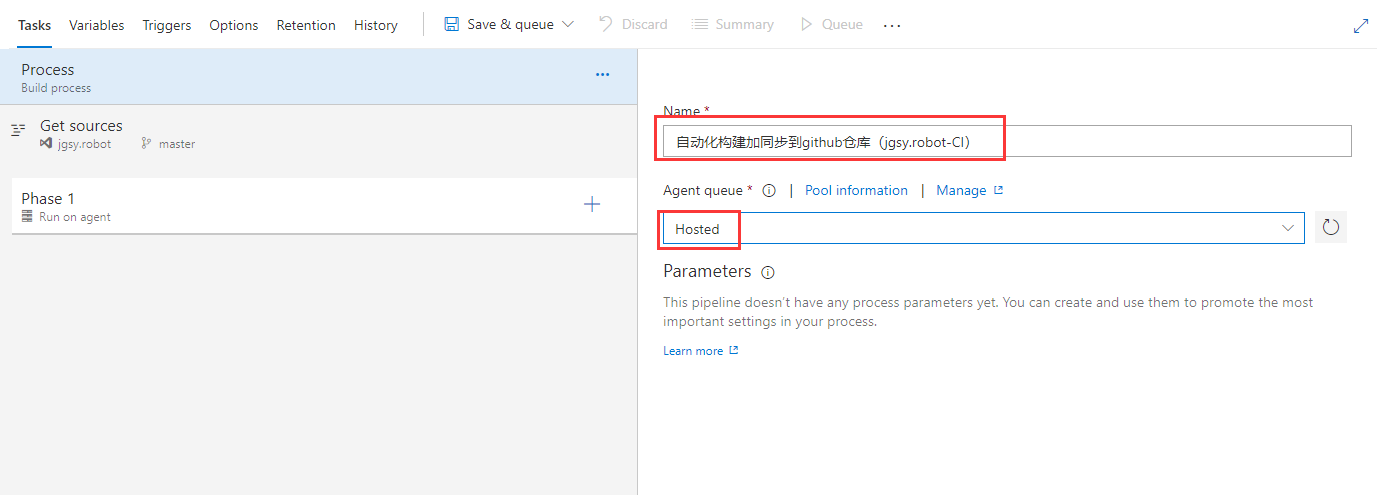 Tasks Variables Triggers Options Retention History Save & queue Discard Summary Queue ...
Process
Build process
Get sources
jgsy.robot master
Phase 1
Run on agent
Name *
自动化构建加同步到github仓库（jgsy.robot-CI）
Agent queue * | Pool information | Manage
Hosted
Parameters
This pipeline doesn't have any process parameters yet. You can create and use them to promote the most
important settings in your process.
Learn more